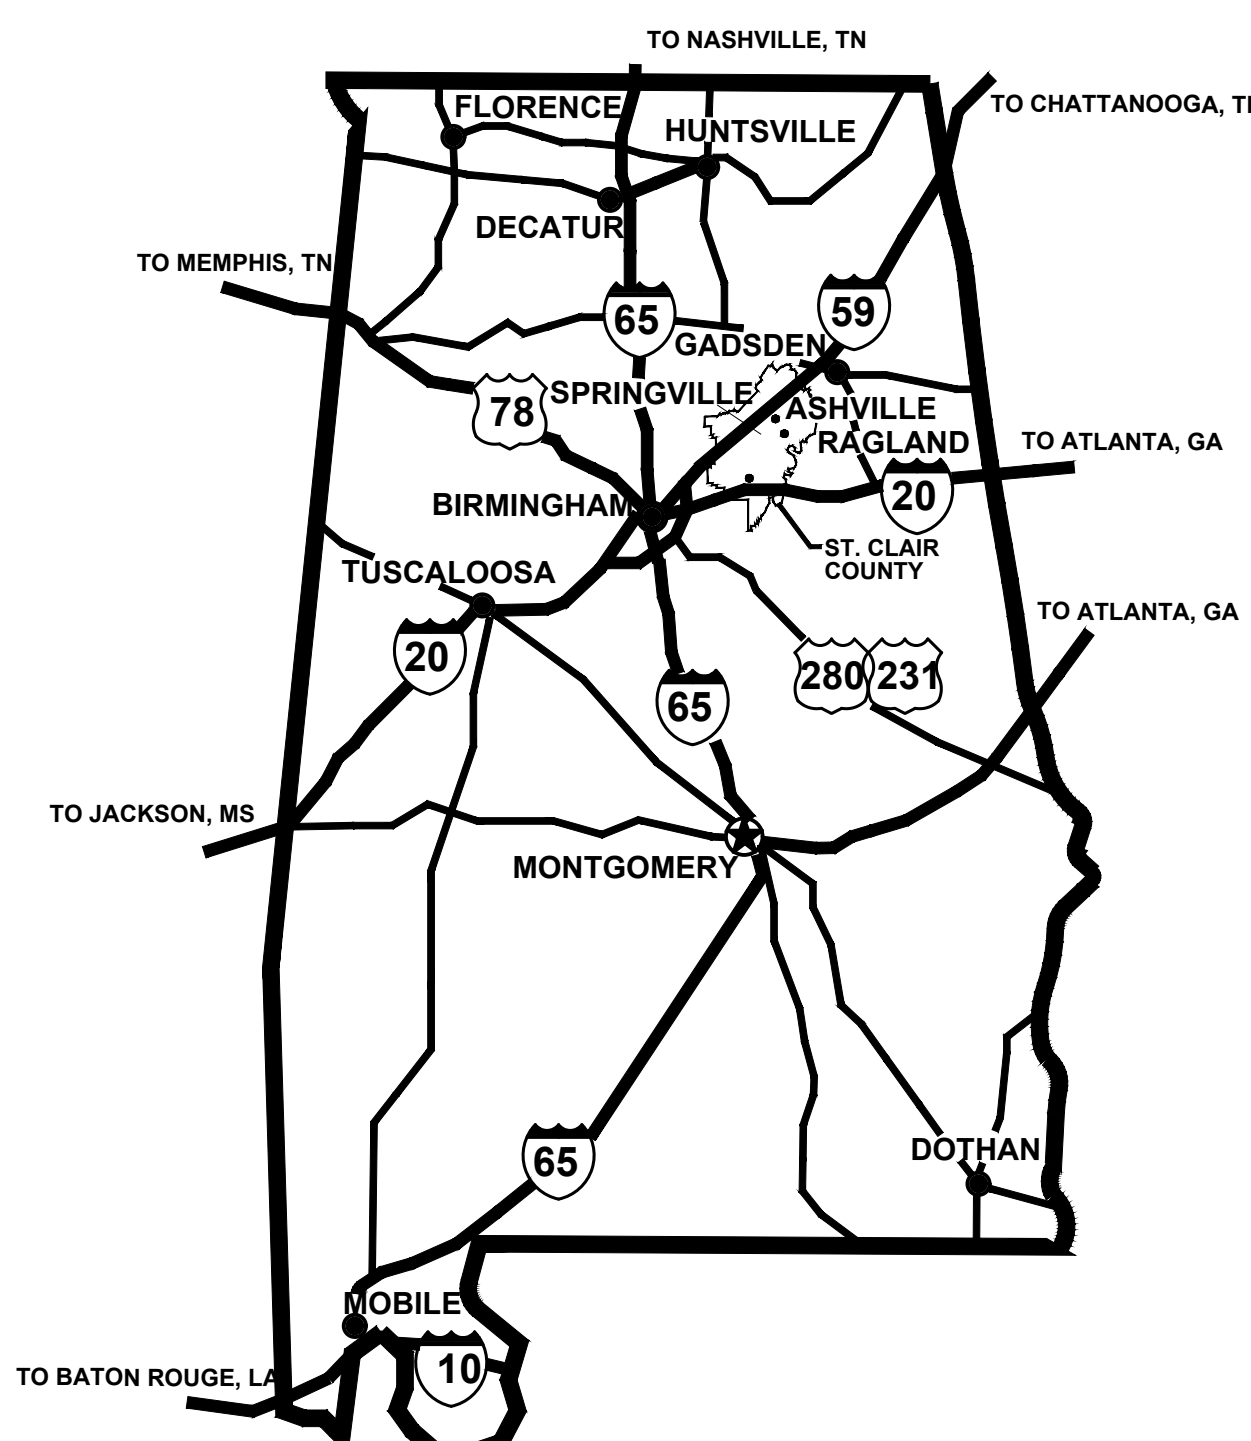 TO NASHVILLE, TN
TO CHATTANOOGA, T
FLORENCE
HUNTSVILLE
DECATUR
TO MEMPHIS, TN
65
59
GADSDEN
SPRINGVILLE
78
ASHVILLE
RAGLAND
TO ATLANTA, GA
20
BIRMINGHAM
ST. CLAIR
COUNTY
TUSCALOOSA
TO ATLANTA, GA
20
280
231
65
TO JACKSON, MS
MONTGOMERY
DOTHAN
65
MOBILE
10
TO BATON ROUGE, LA